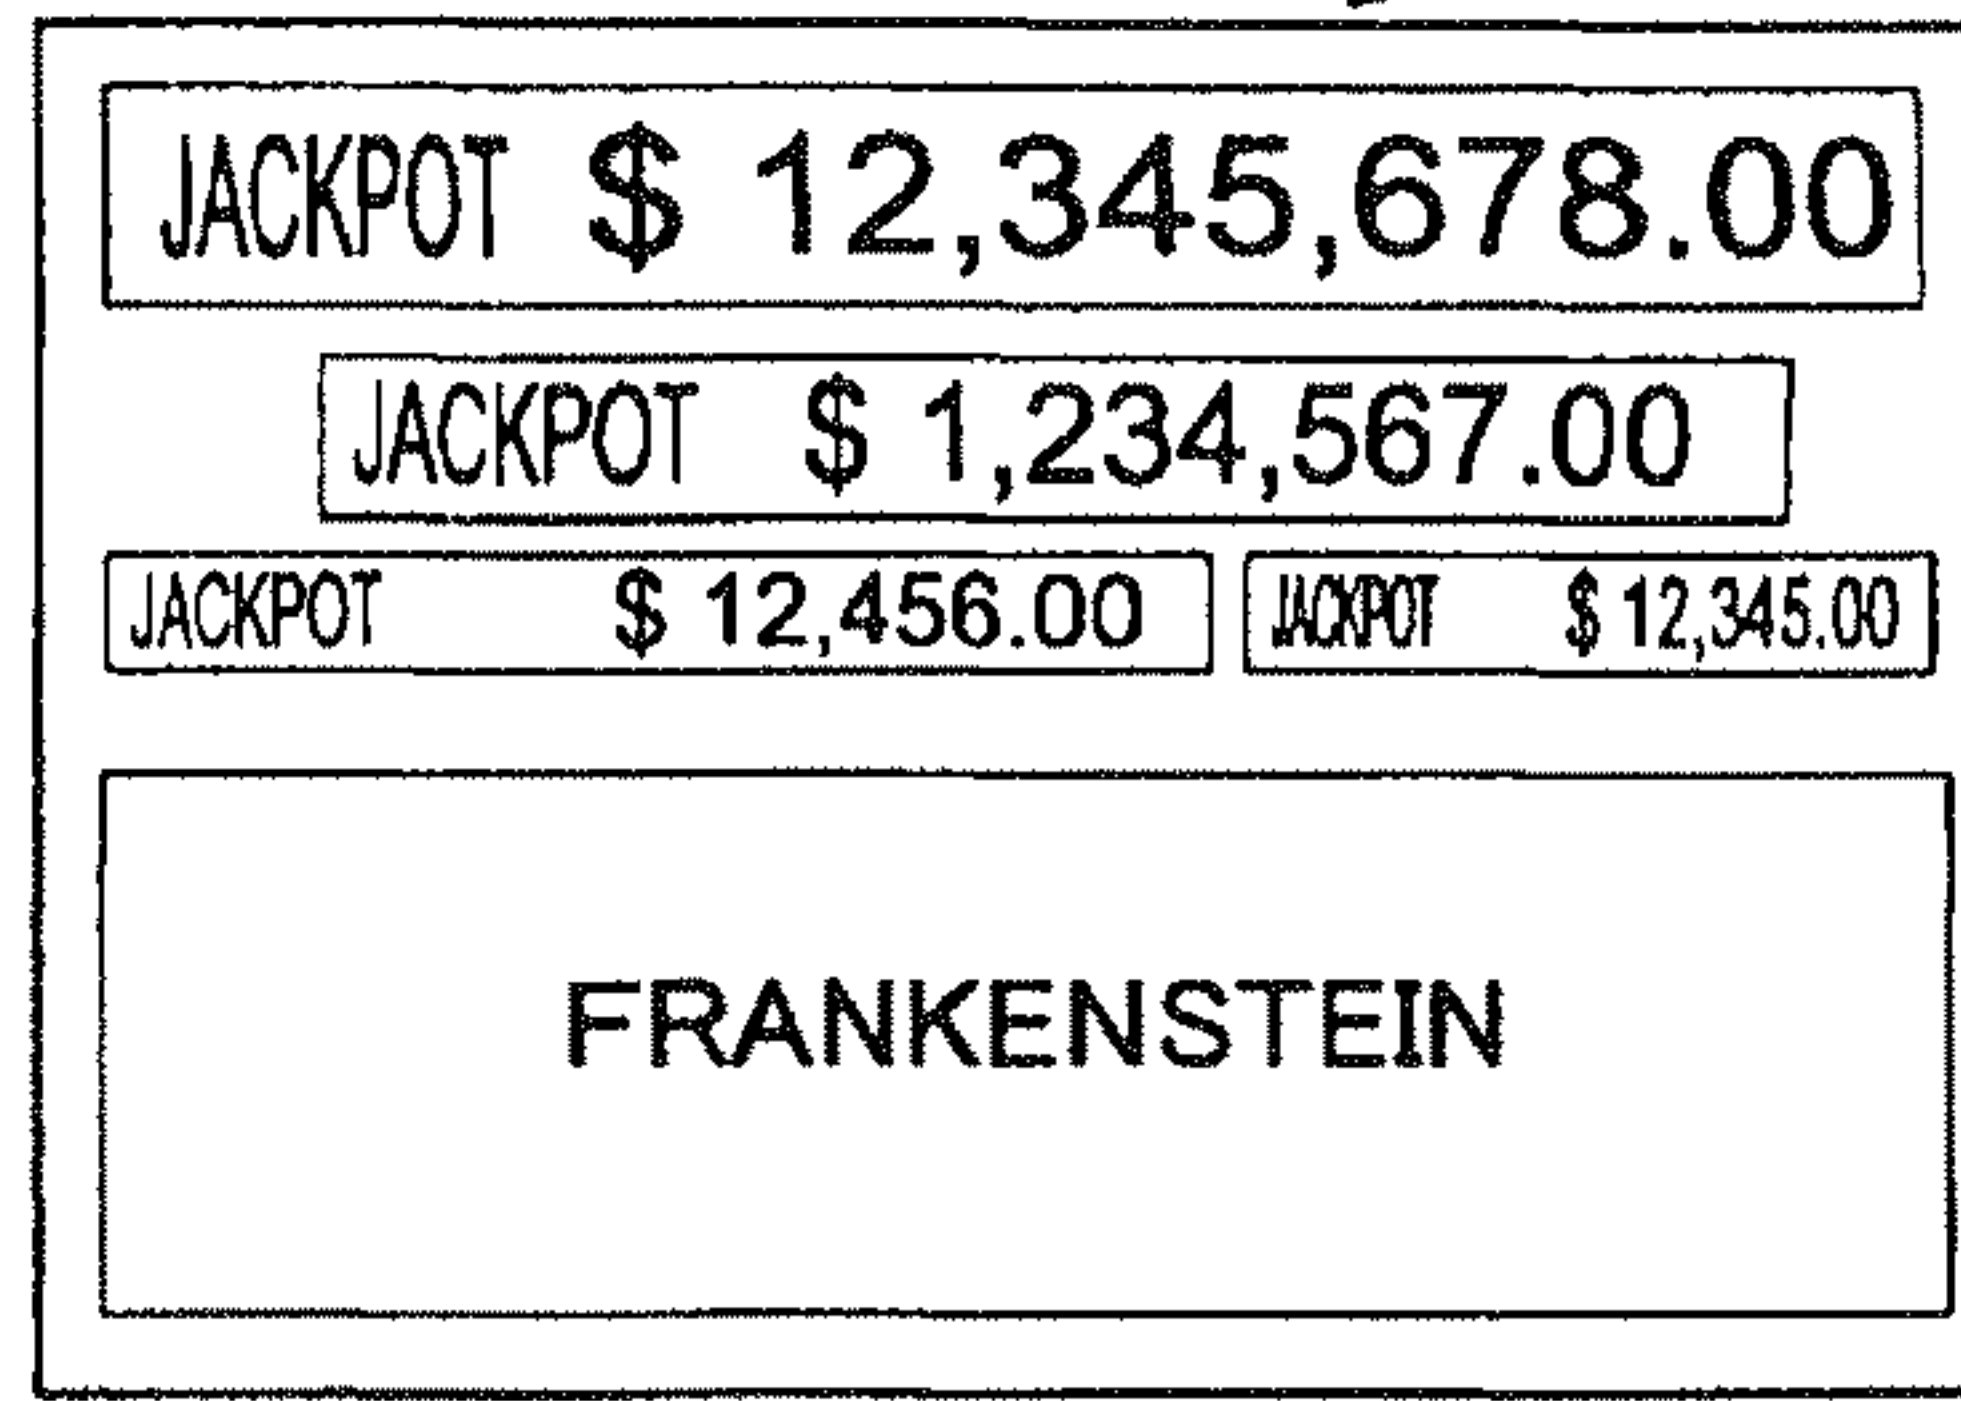 JACKPOT $ 12,345,678.00
JACKPOT $ 1,234,567.00
JACKPOT $ 12,456.00
JACKPOT $ 12,345.00
FRANKENSTEIN